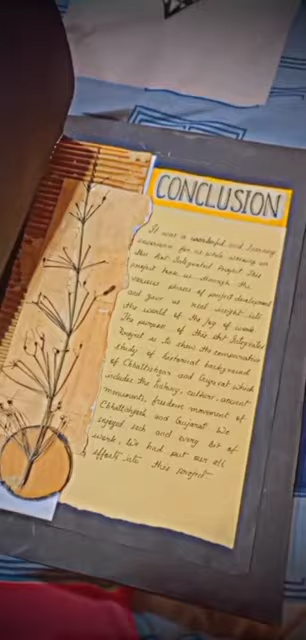 CONCLUSION
It was a wonderful and learning
experience for us while working on
the Art Integrated Project This
project took us through the
various phases of project development
and gave us real insight into
the world of the joy of work.
The purpose of this Art Integrated
Project is to show the
study of historical background
of Chhattisgarh and Gujarat which
includes the history, culture, ancient
monuments, freedom movement of
Chhattisgarh and Gujarat. We
enjoyed each and every bit of
work. We had put our all
efforts into this project